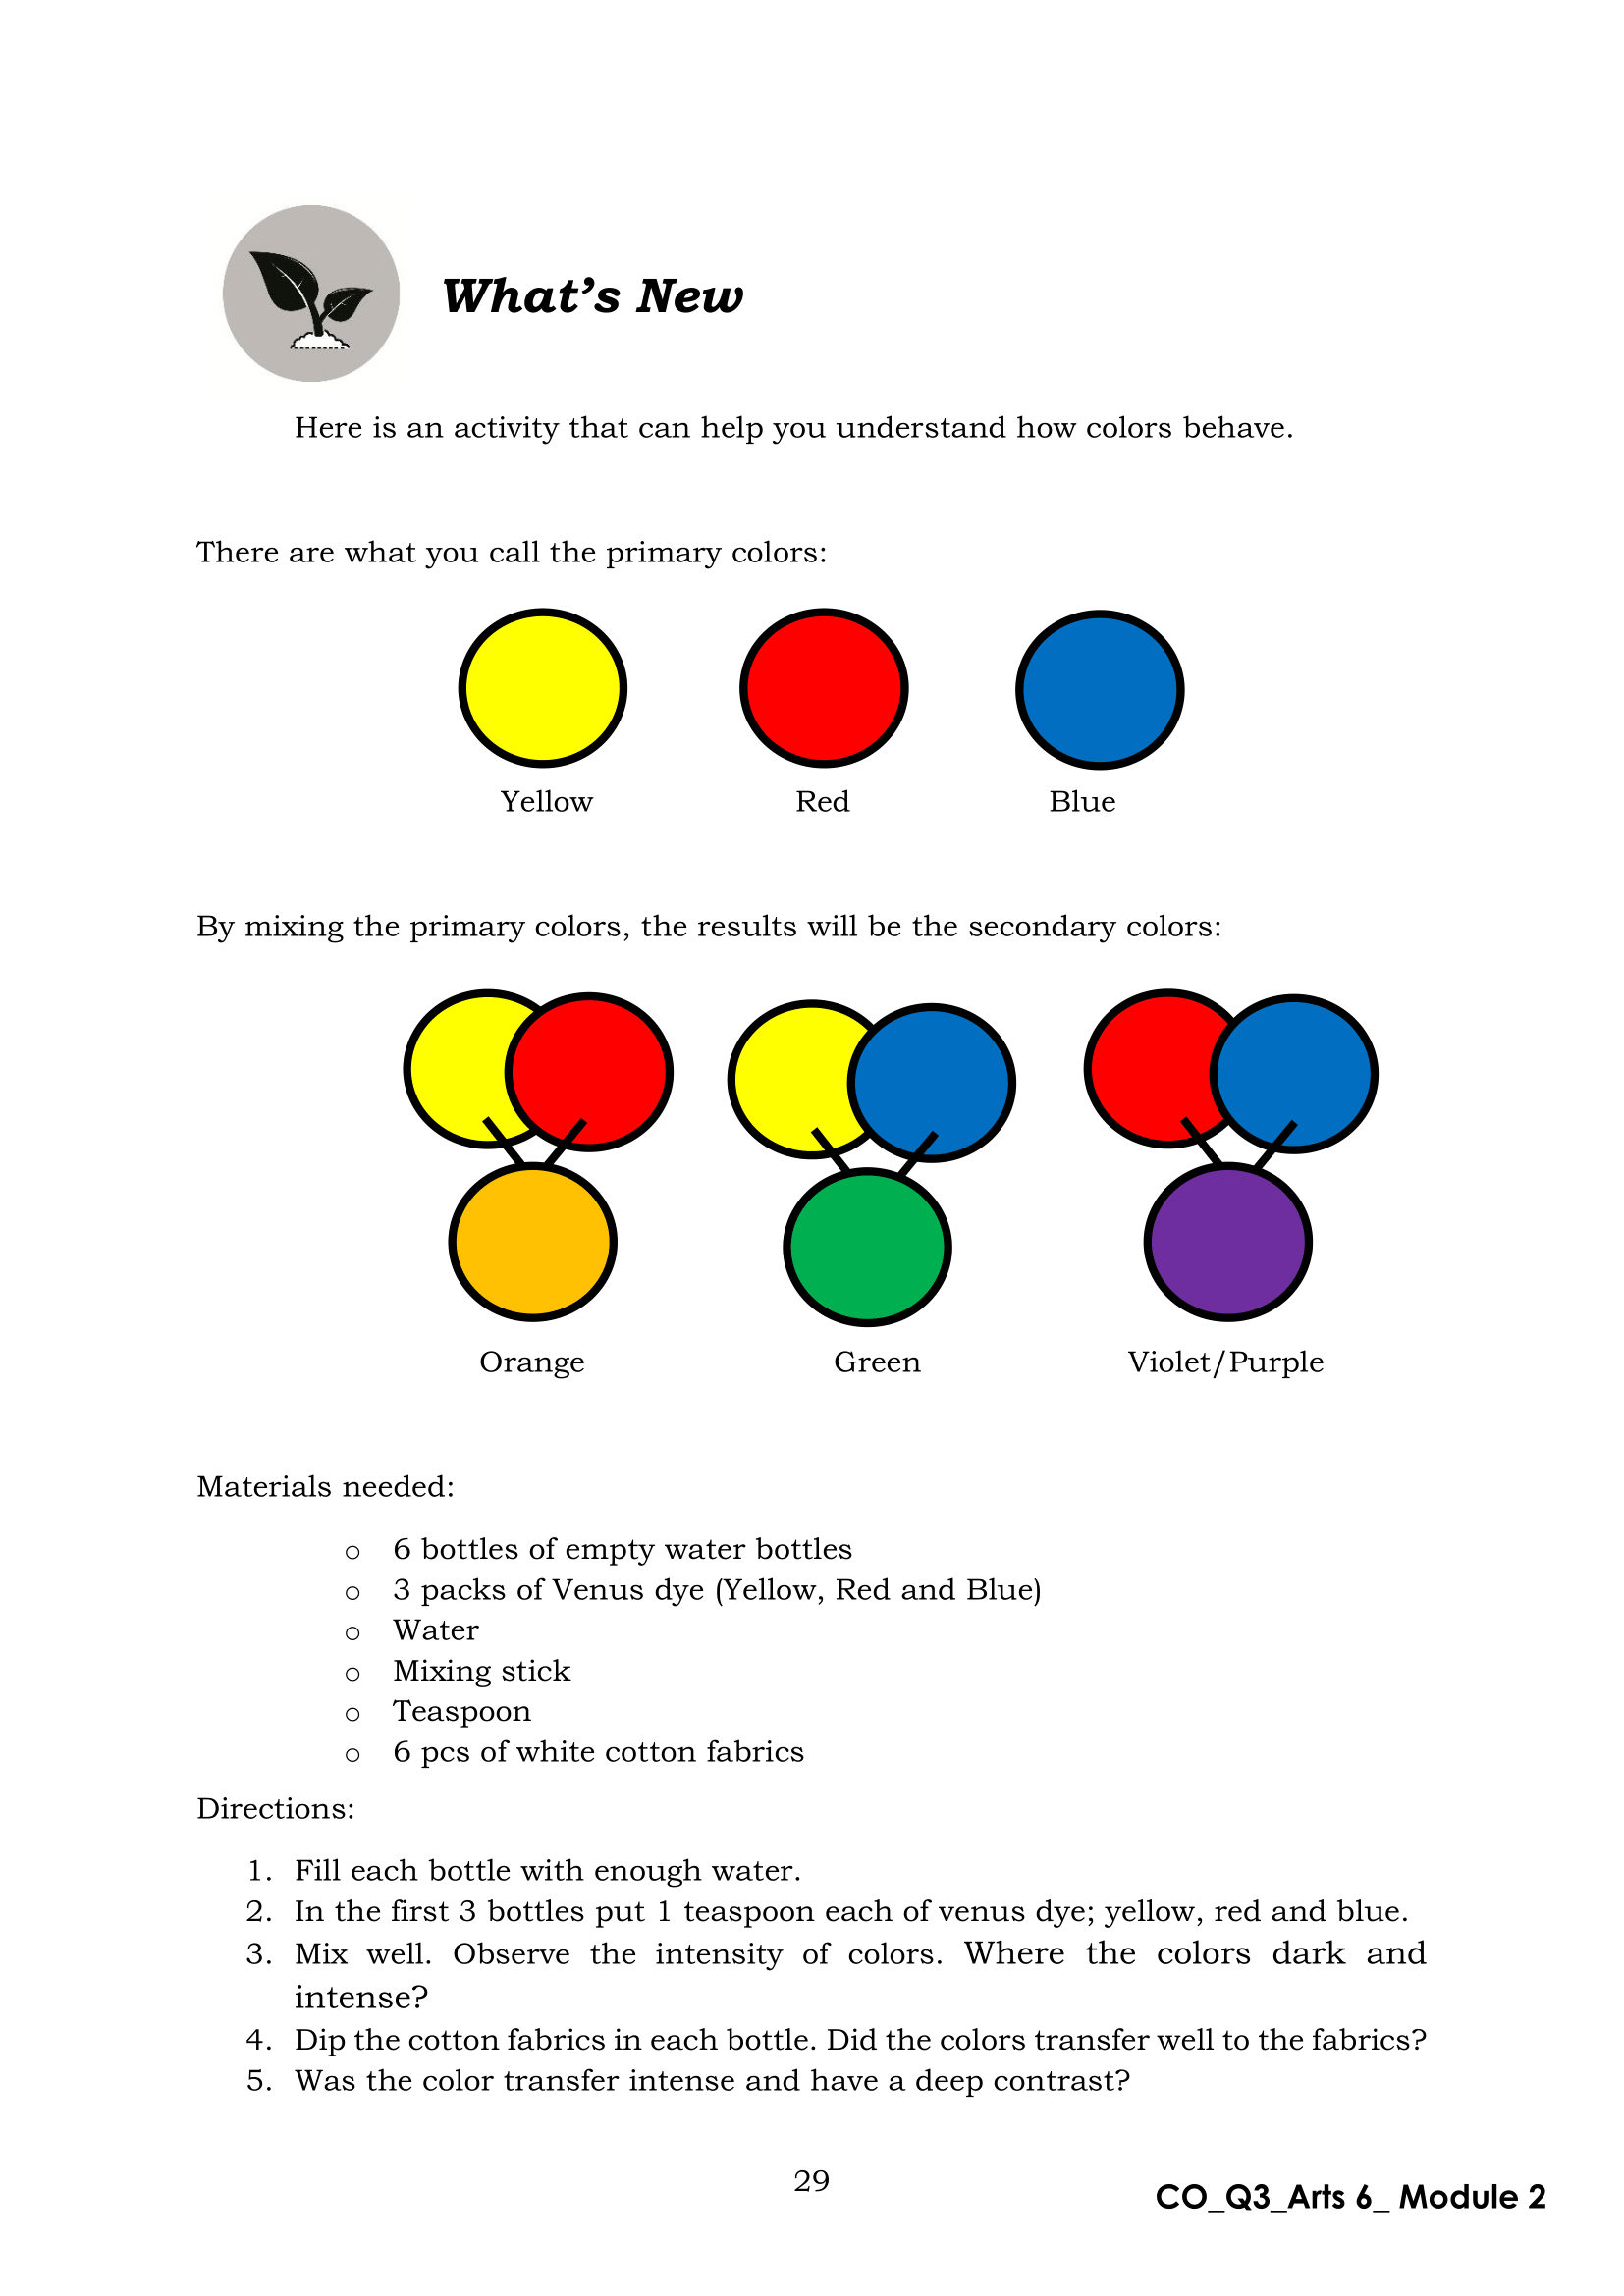 What's New
Here is an activity that can help you understand how colors behave.
There are what you call the primary colors:
Yellow Red Blue
By mixing the primary colors, the results will be the secondary colors:
Orange Green Violet/Purple
Materials needed:
o 6 bottles of empty water bottles
o 3 packs of Venus dye (Yellow, Red and Blue)
o Water
o Mixing stick
o Teaspoon
o 6 pcs of white cotton fabrics
Directions:
1. Fill each bottle with enough water.
2. In the first 3 bottles put 1 teaspoon each of venus dye; yellow, red and blue.
3. Mix well. Observe the intensity of colors. Where the colors dark and
intense?
4. Dip the cotton fabrics in each bottle. Did the colors transfer well to the fabrics?
5. Was the color transfer intense and have a deep contrast?
29
CO_Q3_Arts 6_ Module 2